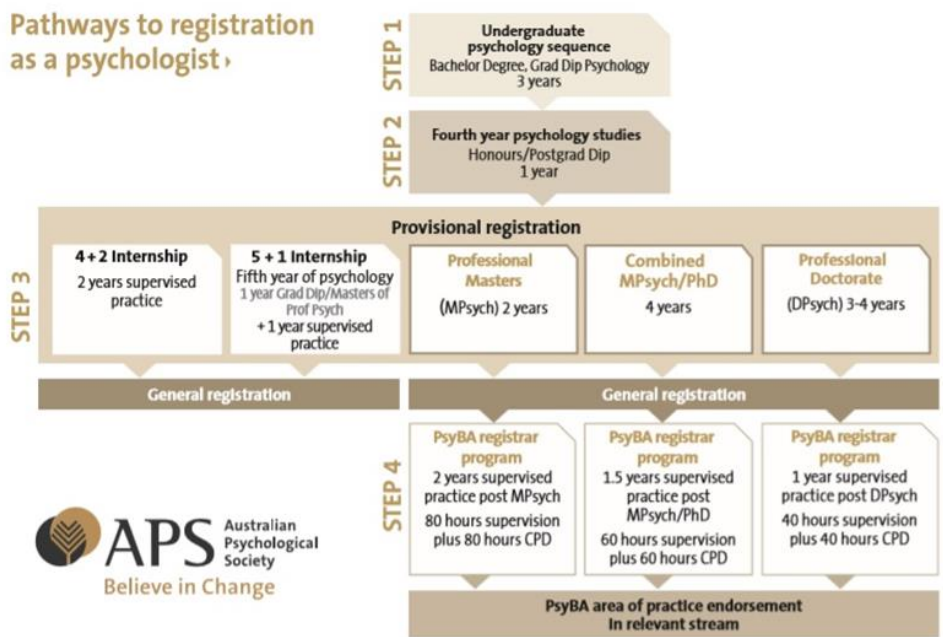 Pathways to registration
as a psychologist ›
STEP 1
Undergraduate
psychology sequence
Bachelor Degree, Grad Dip Psychology
3 years
STEP 2
Fourth year psychology studies
Honours/Postgrad Dip
1 year
STEP 3
Provisional registration
4 + 2 Internship
2 years supervised
practice
5 + 1 Internship
Fifth year of psychology
1 year Grad Dip/Masters of
Prof Psych
+ 1 year supervised
practice
Professional
Masters
(MPsych) 2 years
Combined
MPsych/PhD
4 years
Professional
Doctorate
(DPsych) 3-4 years
General registration
General registration
STEP 4
PsyBA registrar
program
2 years supervised
practice post MPsych
80 hours supervision
plus 80 hours CPD
PsyBA registrar
program
1.5 years supervised
practice post
MPsych/PhD
60 hours supervision
plus 60 hours CPD
PsyBA registrar
program
1 year supervised
practice post DPsych
40 hours supervision
plus 40 hours CPD
PsyBA area of practice endorsement
In relevant stream
APS
Australian
Psychological
Society
Believe in Change